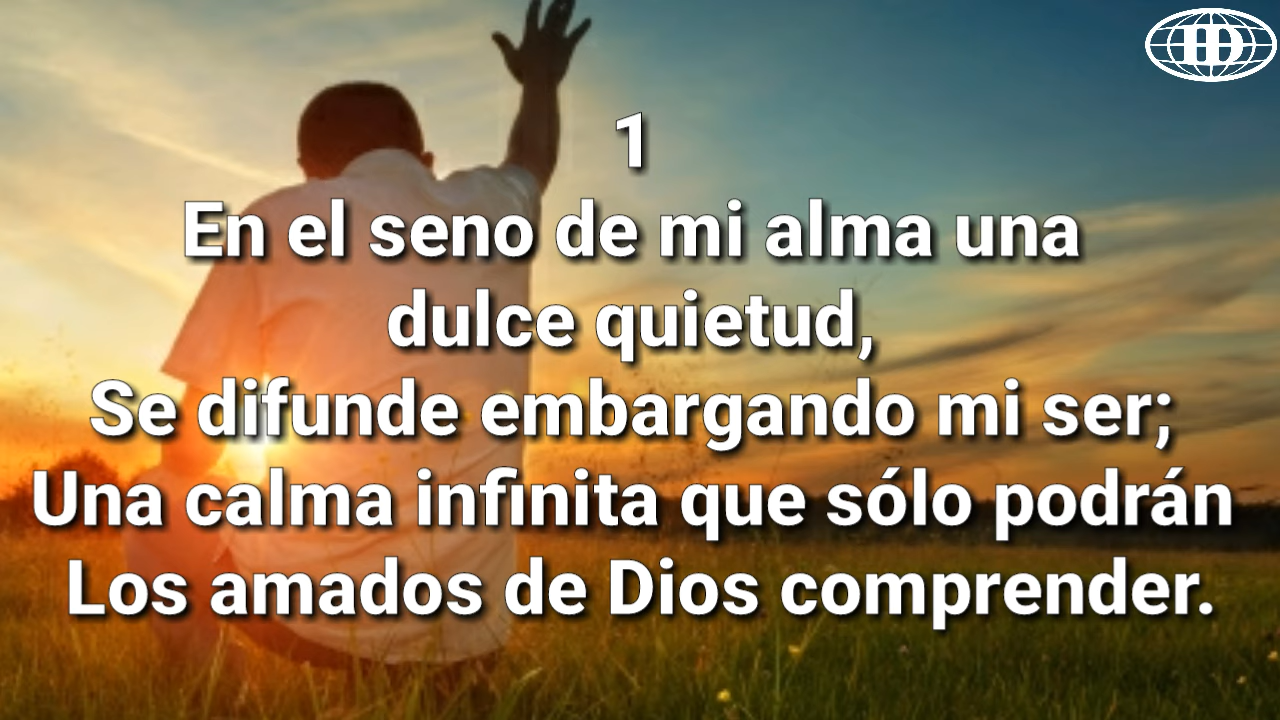 1
En el seno de mi alma una
dulce quietud,
Se difunde embargando mi ser;
Una calma infinita que sólo podrán
Los amados de Dios comprender.